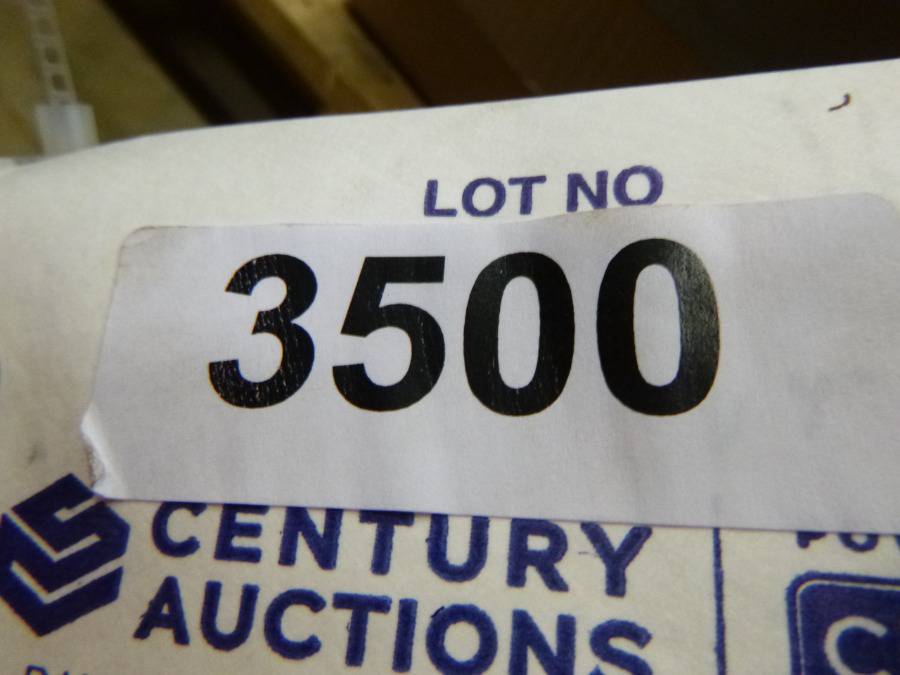 LOT NO
3500
CENTURY
AUCTIONS